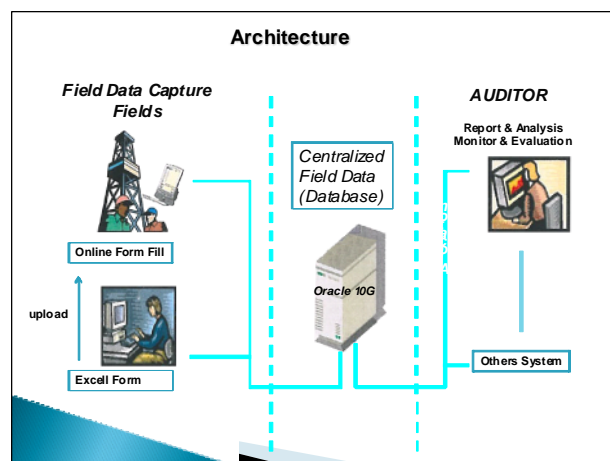 Architecture
Field Data Capture
Fields
Online Form Fill
upload
Excell Form
Centralized
Field Data
(Database)
Oracle 10G
AUDITOR
Report & Analysis
Monitor & Evaluation
Others System